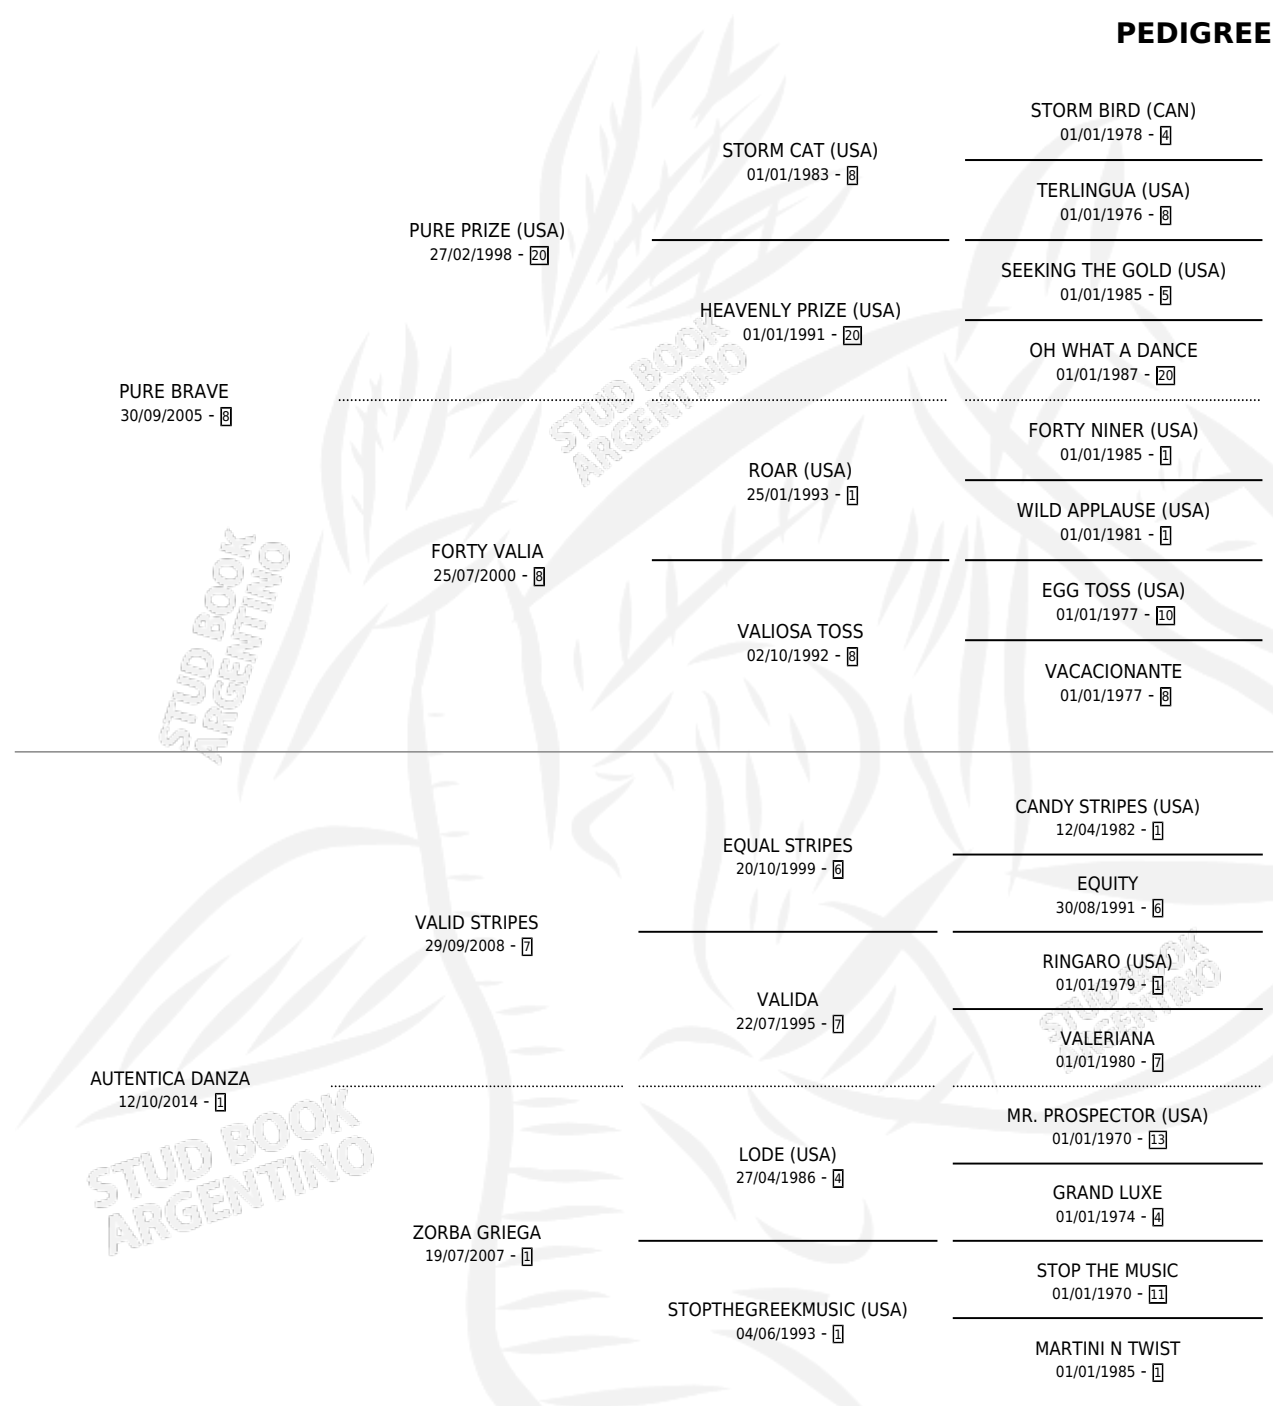 PEDIGREE
STORM BIRD (CAN)
01/01/1978 - 4
STORM CAT (USA)
01/01/1983 - 8
TERLINGUA (USA)
01/01/1976 - 8
PURE PRIZE (USA)
27/02/1998 - 20
SEEKING THE GOLD (USA)
01/01/1985 - 5
HEAVENLY PRIZE (USA)
01/01/1991 - 20
OH WHAT A DANCE
01/01/1987 - 20
PURE BRAVE
30/09/2005 - 8
FORTY NINER (USA)
01/01/1985 - 1
ROAR (USA)
25/01/1993 - 1
WILD APPLAUSE (USA)
01/01/1981 - 1
FORTY VALIA
25/07/2000 - 8
EGG TOSS (USA)
01/01/1977 - 10
VALIOSA TOSS
02/10/1992 - 8
VACACIONANTE
01/01/1977 - 8
STUD BOOK
ARGENTINO
STUD BOOK
ARGENTINO
CANDY STRIPES (USA)
12/04/1982 - 1
EQUAL STRIPES
20/10/1999 - 6
EQUITY
30/08/1991 - 6
VALID STRIPES
29/09/2008 - 7
RINGARO (USA)
01/01/1979 - 1
VALIDA
22/07/1995 - 7
VALERIANA
01/01/1980 - 7
STUD BOOK
ARGENTINO
AUTENTICA DANZA
12/10/2014 - 1
MR. PROSPECTOR (USA)
01/01/1970 - 13
LODE (USA)
27/04/1986 - 4
GRAND LUXE
01/01/1974 - 4
STUD BOOK
ARGENTINO
ZORBA GRIEGA
19/07/2007 - 1
STOP THE MUSIC
01/01/1970 - 11
STOPTHEGREEKMUSIC (USA)
04/06/1993 - 1
MARTINI N TWIST
01/01/1985 - 1